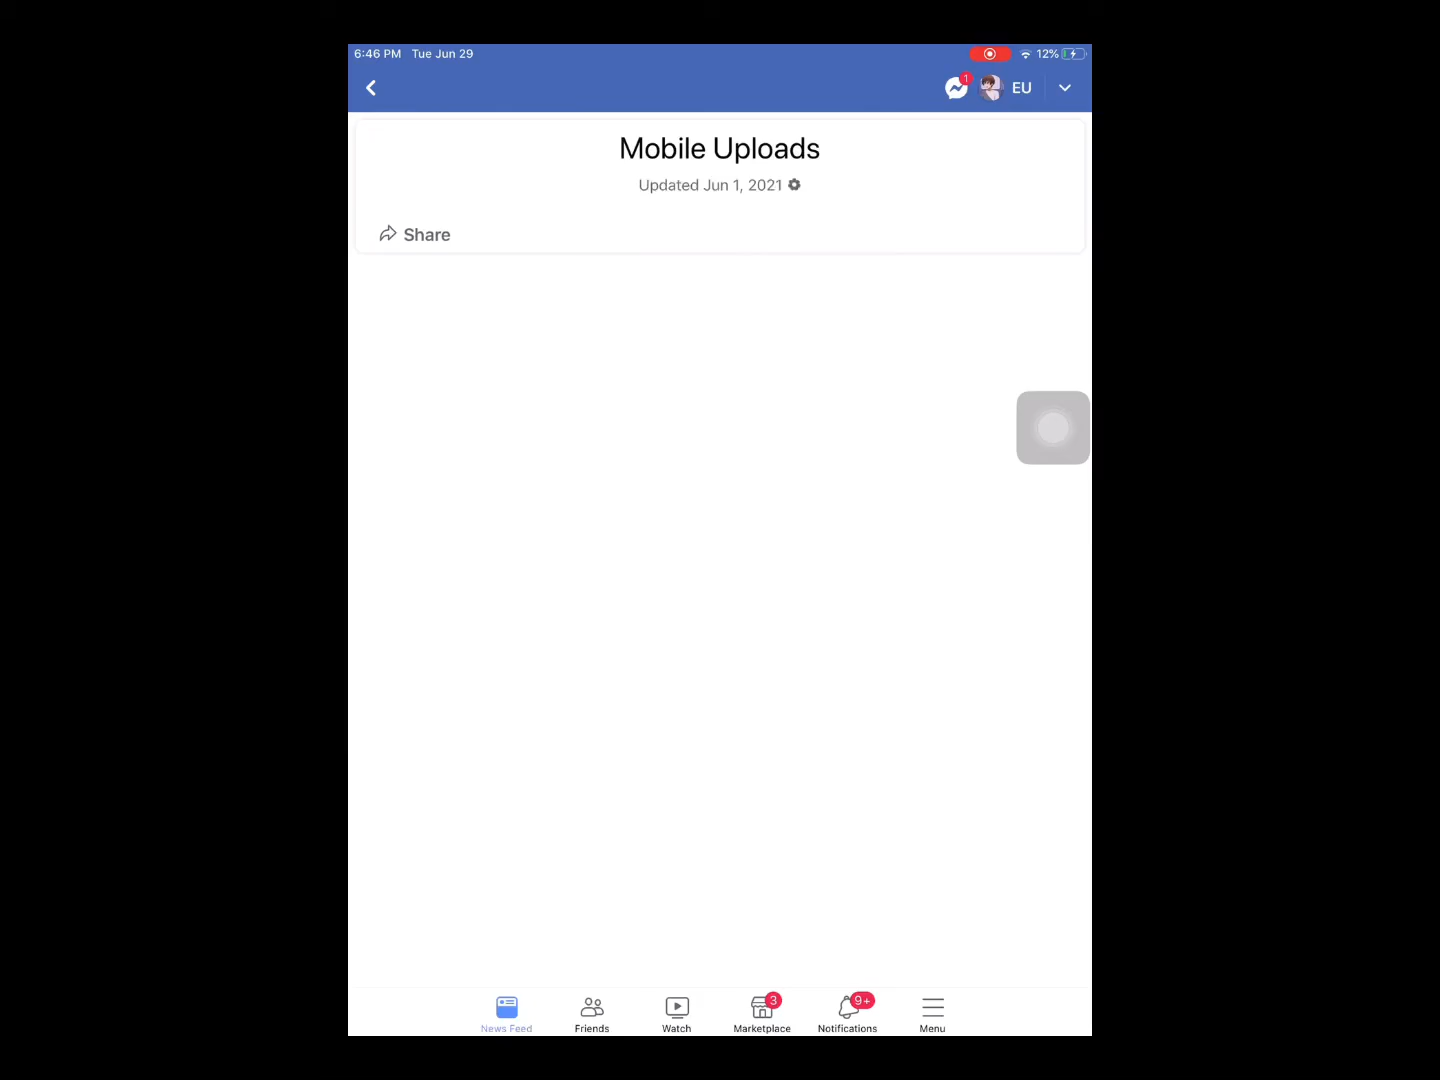 6:46 PM Tue Jun 29
12%
1
EU
Mobile Uploads
Updated Jun 1, 2021
Share
3
9+
News Feed
Friends
Watch
Marketplace
Notifications
Menu